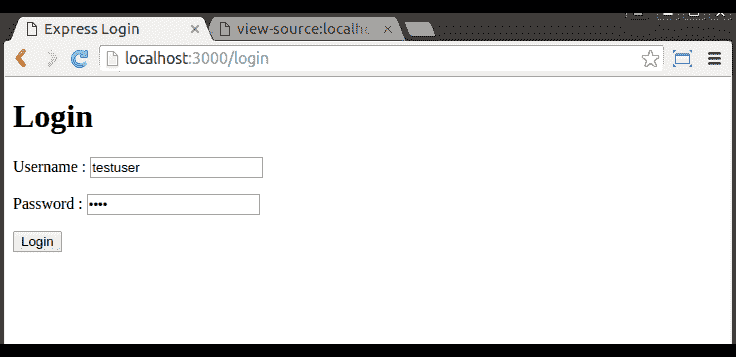 Express Login view-source:localh
localhost:3000/login
Login
Username : testuser
Password : ••••
Login